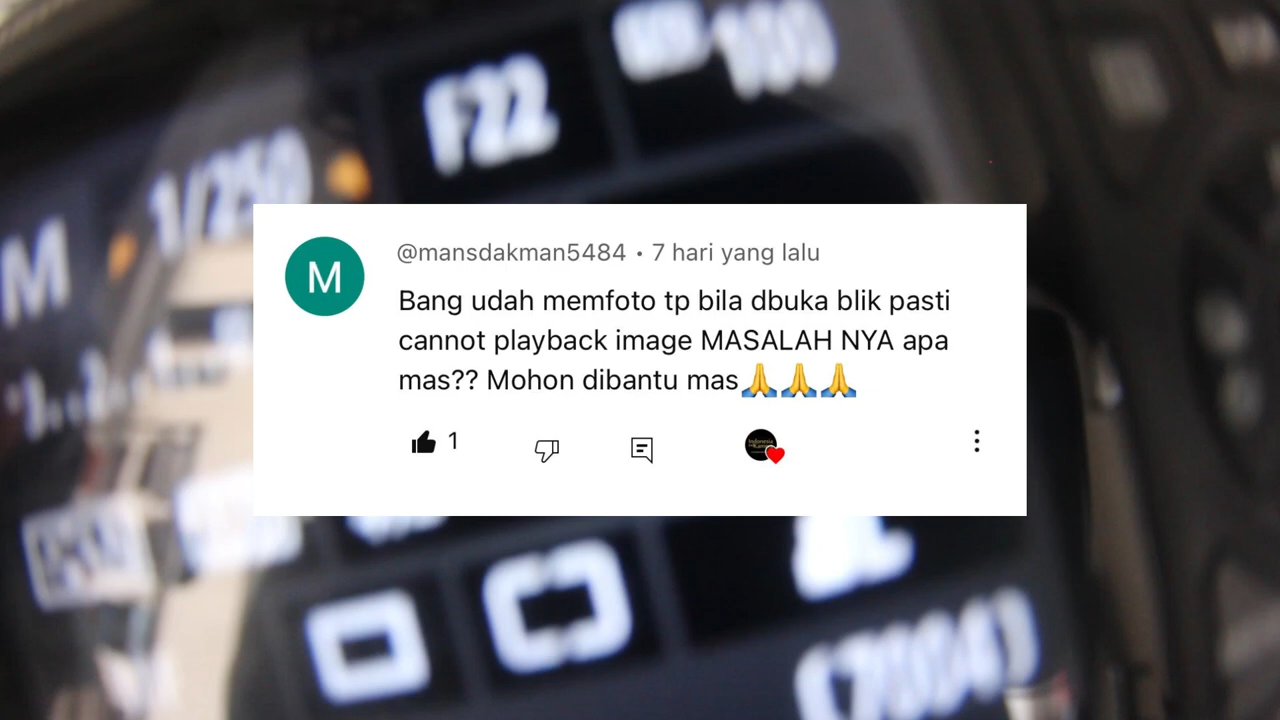 F22
100
1/250
M
@mansdakman5484 • 7 hari yang lalu
M
Bang udah memfoto tp bila dbuka blik pasti
cannot playback image MASALAH NYA apa
mas?? Mohon dibantu mas🙏🙏🙏
1